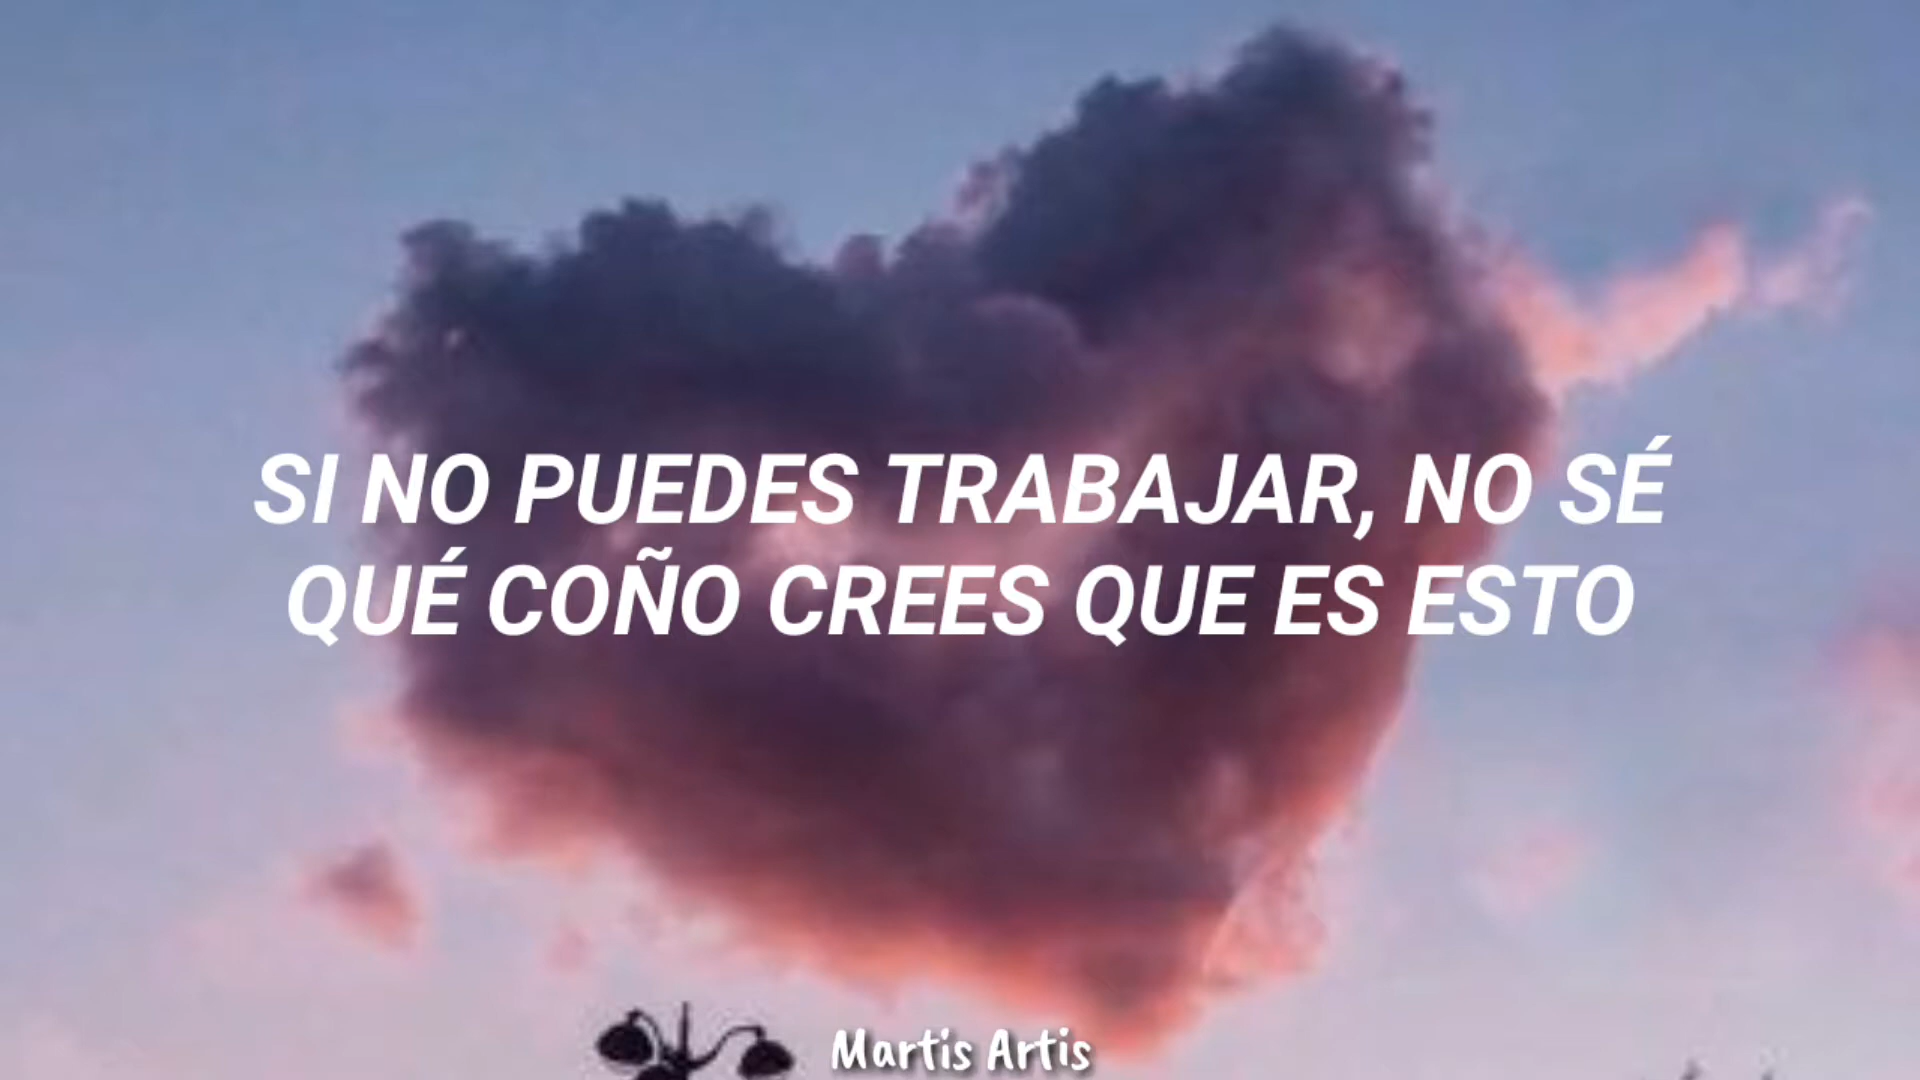 SI NO PUEDES TRABAJAR, NO SÉ
QUÉ COÑO CREES QUE ES ESTO
Martis Artis